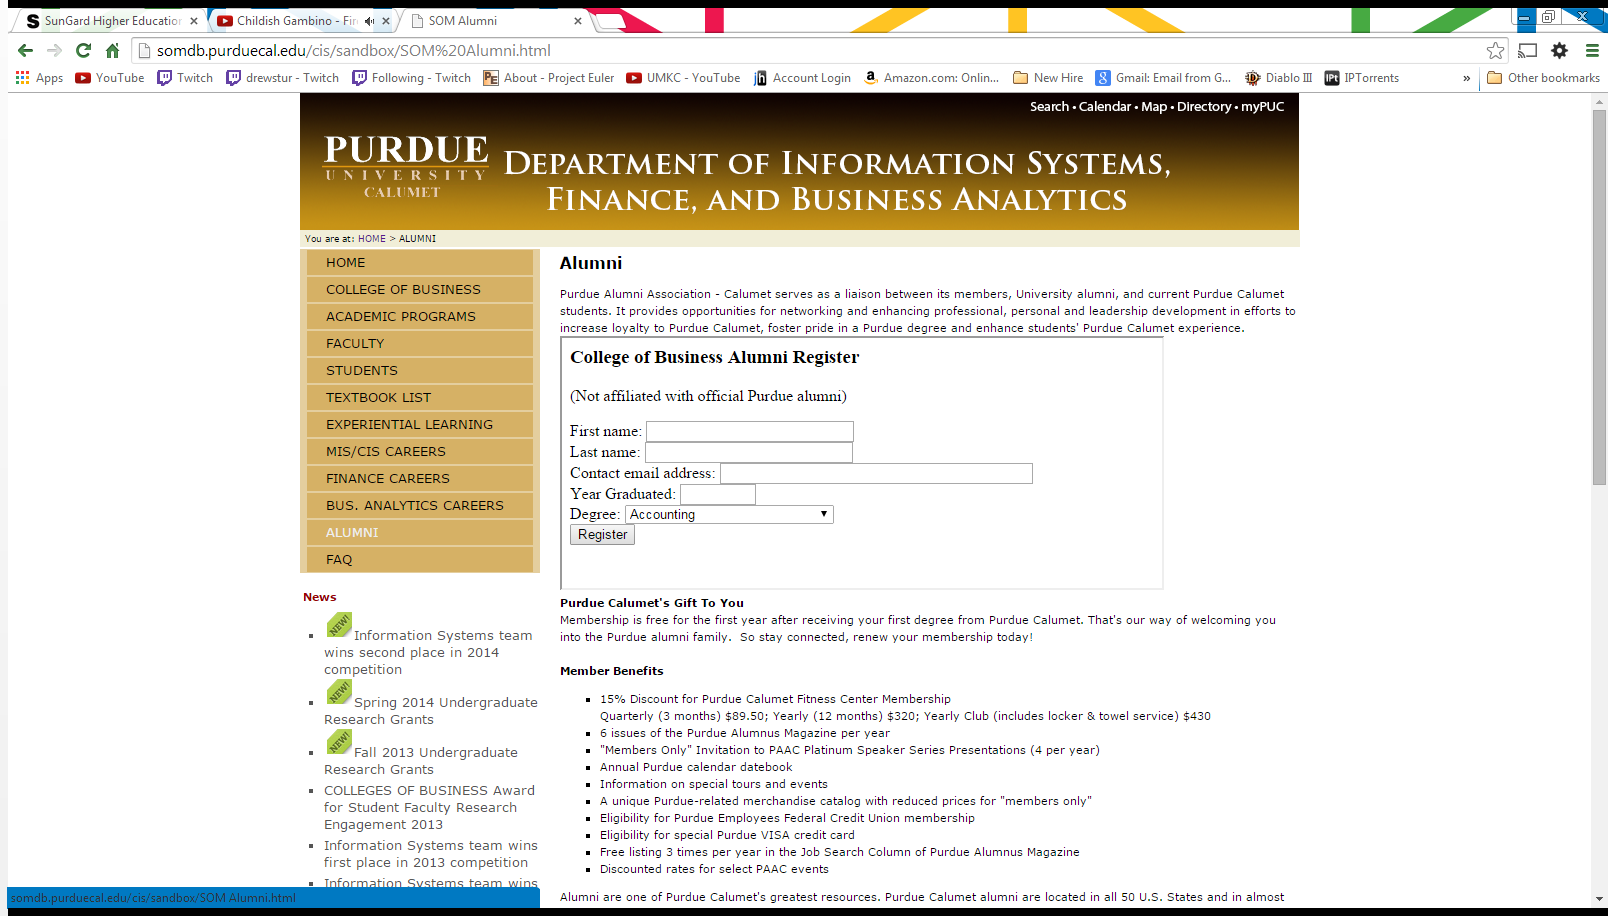 SunGard Higher Education
Childish Gambino - Fir
SOM Alumni
somdb.purduecal.edu/cis/sandbox/SOM%20Alumni.html
Apps
YouTube
Twitch
drewstur - Twitch
Following - Twitch
PE About - Project Euler
UMKC - YouTube
jh Account Login
a Amazon.com: Onlin...
New Hire
8 Gmail: Email from G...
Diablo III
IPt IPTorrents
»
Other bookmarks
Search • Calendar • Map • Directory • myPUC
PURDUE
UNIVERSITY
CALUMET
Department of Information Systems,
Finance, and Business Analytics
You are at: HOME > ALUMNI
HOME
COLLEGE OF BUSINESS
ACADEMIC PROGRAMS
FACULTY
STUDENTS
TEXTBOOK LIST
EXPERIENTIAL LEARNING
MIS/CIS CAREERS
FINANCE CAREERS
BUS. ANALYTICS CAREERS
ALUMNI
FAQ
News
NEW! Information Systems team
wins second place in 2014
competition
NEW! Spring 2014 Undergraduate
Research Grants
NEW! Fall 2013 Undergraduate
Research Grants
COLLEGES OF BUSINESS Award
for Student Faculty Research
Engagement 2013
Information Systems team wins
first place in 2013 competition
Information Systems team wins
somdb.purduecal.edu/cis/sandbox/SOM Alumni.html
Alumni
Purdue Alumni Association - Calumet serves as a liaison between its members, University alumni, and current Purdue Calumet
students. It provides opportunities for networking and enhancing professional, personal and leadership development in efforts to
increase loyalty to Purdue Calumet, foster pride in a Purdue degree and enhance students' Purdue Calumet experience.
College of Business Alumni Register
(Not affiliated with official Purdue alumni)
First name:
Last name:
Contact email address:
Year Graduated:
Degree: Accounting
Register
Purdue Calumet's Gift To You
Membership is free for the first year after receiving your first degree from Purdue Calumet. That's our way of welcoming you
into the Purdue alumni family. So stay connected, renew your membership today!
Member Benefits
15% Discount for Purdue Calumet Fitness Center Membership
Quarterly (3 months) $89.50; Yearly (12 months) $320; Yearly Club (includes locker & towel service) $430
6 issues of the Purdue Alumnus Magazine per year
"Members Only" Invitation to PAAC Platinum Speaker Series Presentations (4 per year)
Annual Purdue calendar datebook
Information on special tours and events
A unique Purdue-related merchandise catalog with reduced prices for "members only"
Eligibility for Purdue Employees Federal Credit Union membership
Eligibility for special Purdue VISA credit card
Free listing 3 times per year in the Job Search Column of Purdue Alumnus Magazine
Discounted rates for select PAAC events
Alumni are one of Purdue Calumet's greatest resources. Purdue Calumet alumni are located in all 50 U.S. States and in almost